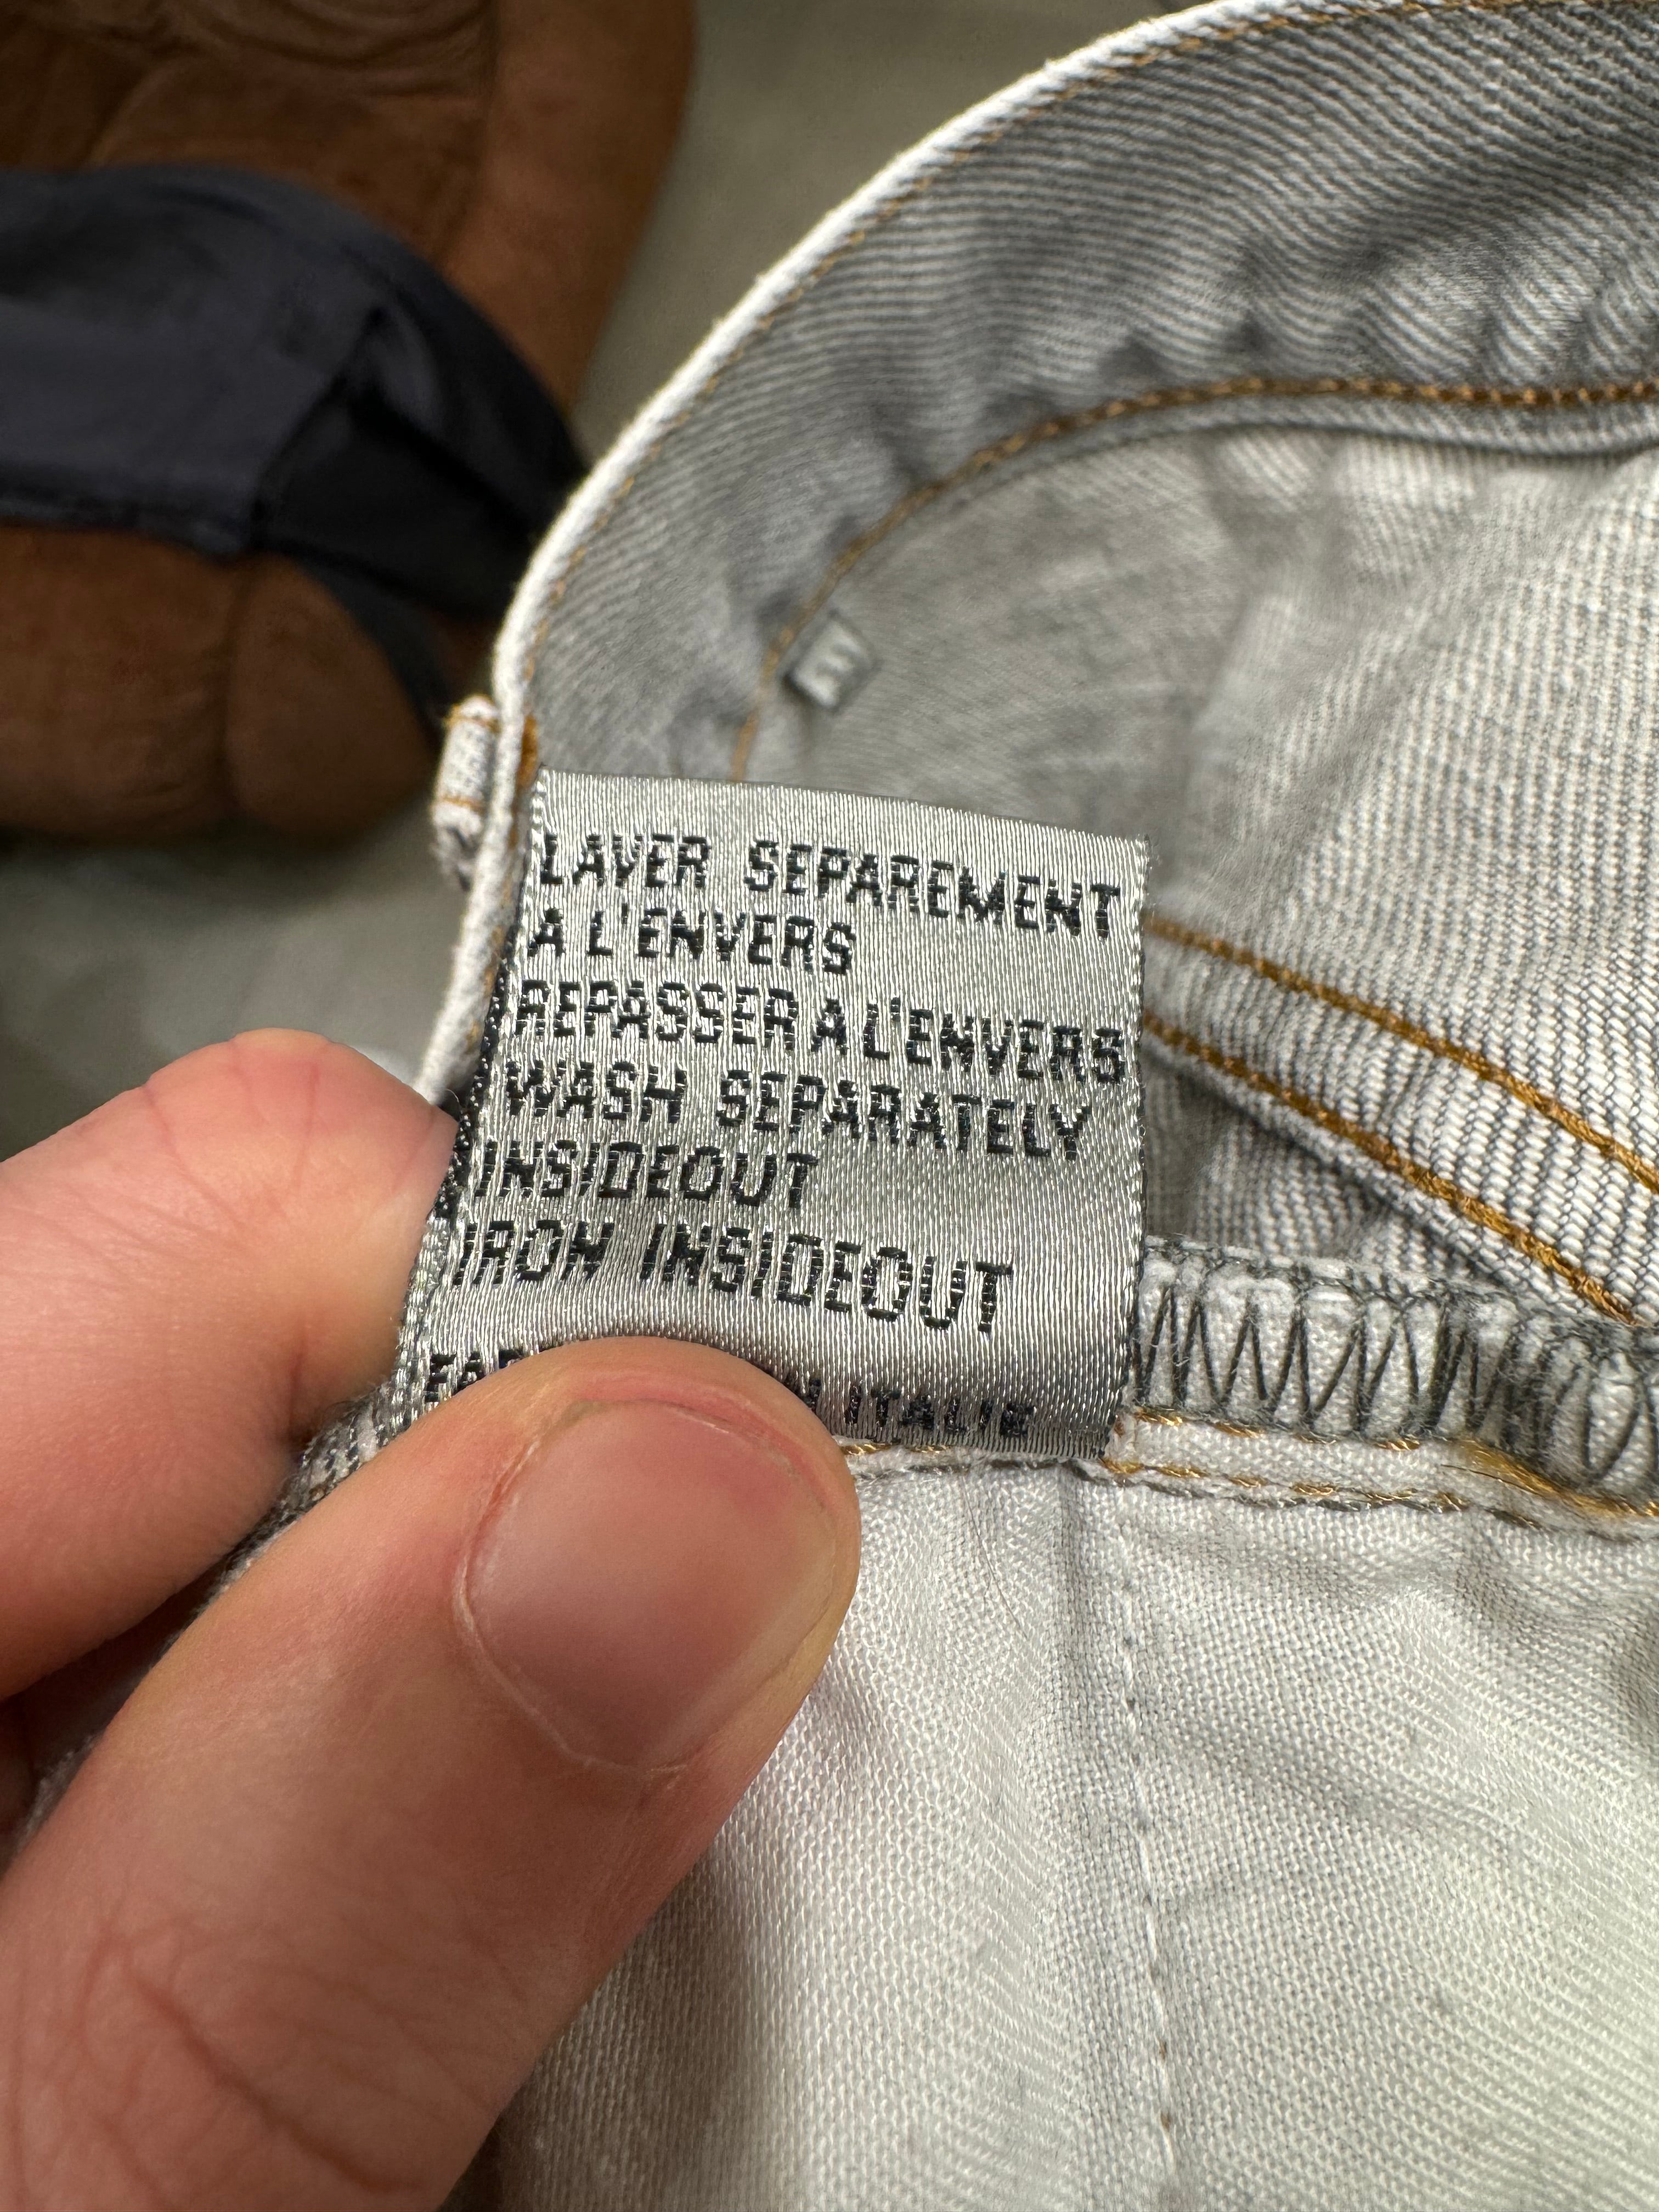 LAVER SEPAREMENT
A L'ENVERS
REPASSER A L'ENVERS
WASH SEPARATELY
INSIDEOUT
IRON INSIDEOUT
ITALIE